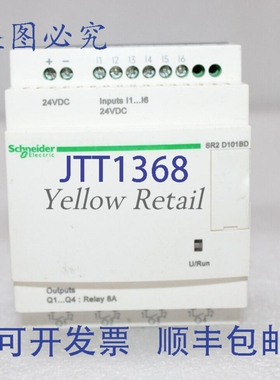 盗图必究
+ − I1 I2 I3 I4 I5 I6
24VDC Inputs I1...I6
24VDC
Schneider
Electric
SR2 D101BD
JTT1368
Yellow Retail
U/Run
Outputs
Q1...Q4 : Relay 8A
可开发票 顺丰包邮